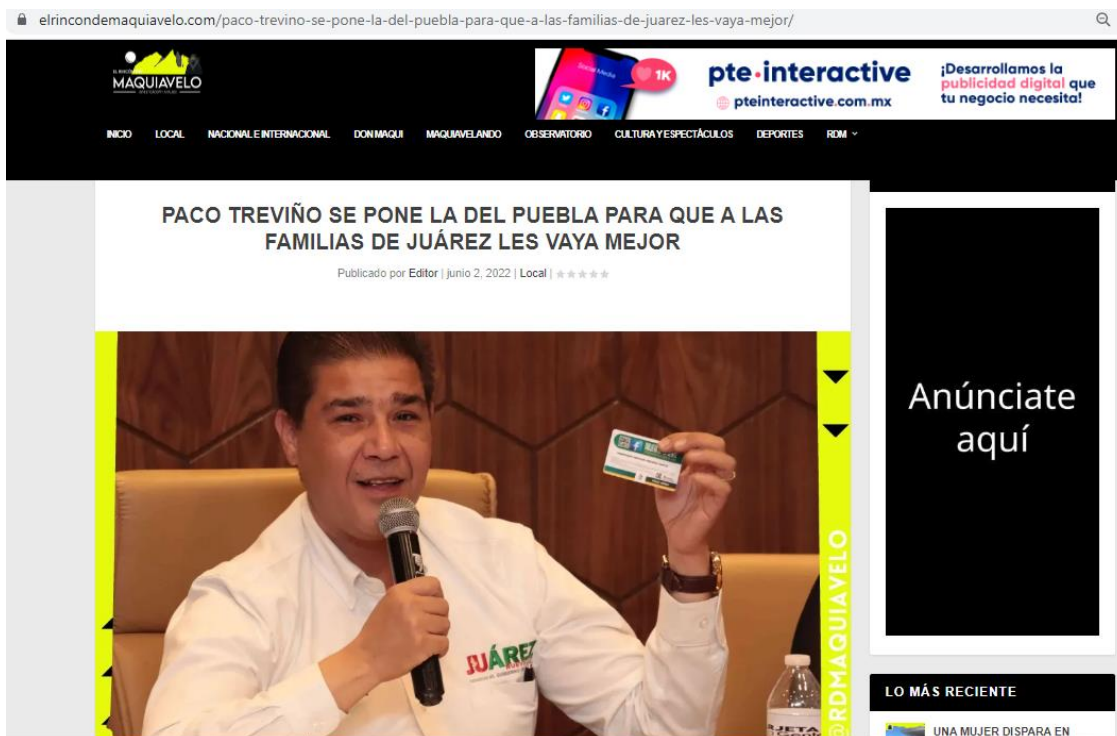 elrincondemaquiavelo.com/paco-trevino-se-pone-la-del-puebla-para-que-a-las-familias-de-juarez-les-vaya-mejor/
MAQUIAVELO
1K
pte·interactive
pteinteractive.com.mx
¡Desarrollamos la
publicidad digital que
tu negocio necesita!
INICIO LOCAL NACIONAL E INTERNACIONAL DON MAQUI MAQUIAVELANDO OBSERVATORIO CULTURA Y ESPECTÁCULOS DEPORTES RDM
PACO TREVIÑO SE PONE LA DEL PUEBLA PARA QUE A LAS
FAMILIAS DE JUÁREZ LES VAYA MEJOR
Publicado por Editor | junio 2, 2022 | Local |
JUÁREZ
@RDMAQUIAVELO
Anúnciate
aquí
LO MÁS RECIENTE
UNA MUJER DISPARA EN